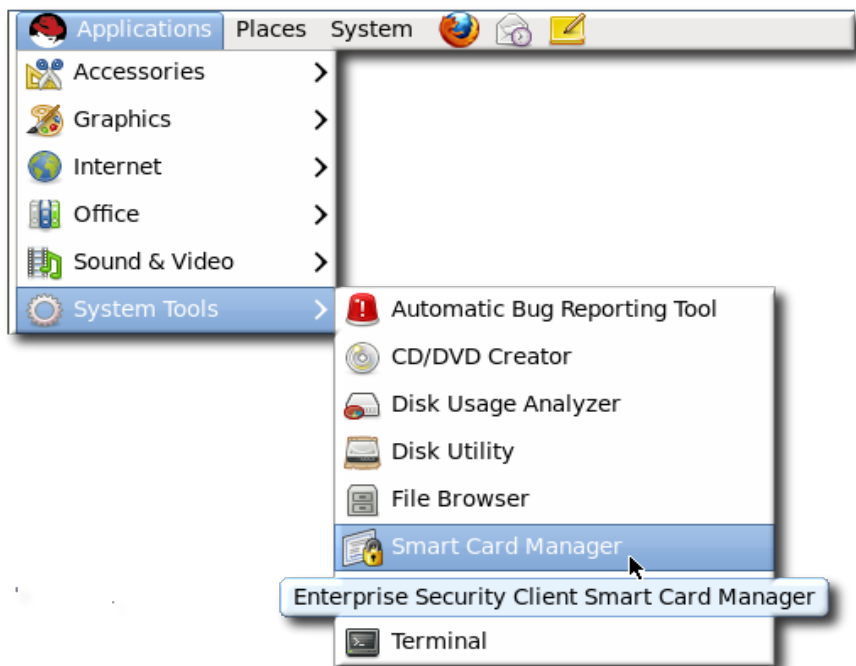 Applications Places System
Accessories
Graphics
Internet
Office
Sound & Video
System Tools
Automatic Bug Reporting Tool
CD/DVD Creator
Disk Usage Analyzer
Disk Utility
File Browser
Smart Card Manager
Enterprise Security Client Smart Card Manager
Terminal